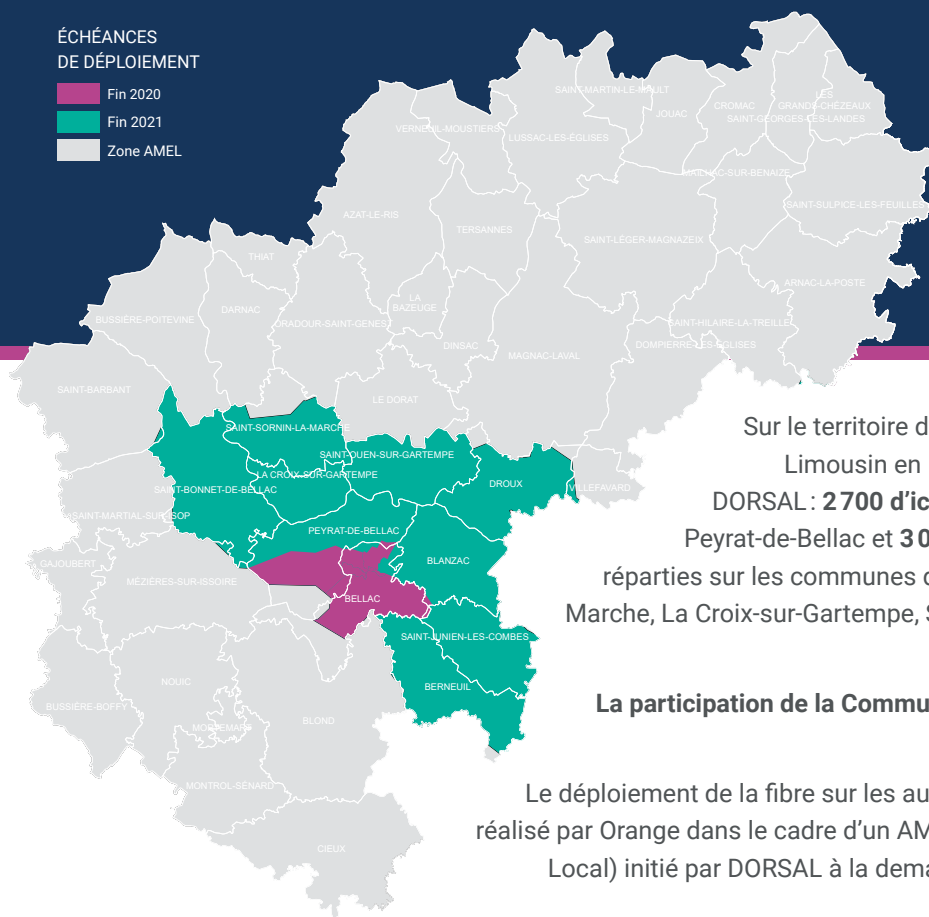 ÉCHÉANCES
DE DÉPLOIEMENT
Fin 2020
Fin 2021
Zone AMEL
SAINT-MARTIN-LE-MAULT
JOUAC
CROMAC
LES
GRANDS-CHÉZEAUX
SAINT-GEORGES-LES-LANDES
VERNEUIL-MOUSTIERS
LUSSAC-LES-ÉGLISES
MAILHAC-SUR-BENAIZE
SAINT-SULPICE-LES-FEUILLES
AZAT-LE-RIS
TERSANNES
SAINT-LÉGER-MAGNAZEIX
THIAT
ARNAC-LA-POSTE
LA
BAZEUGE
BUSSIÈRE-POITEVINE
DARNAC
ORADOUR-SAINT-GENEST
SAINT-HILAIRE-LA-TREILLE
DINSAC
MAGNAC-LAVAL
DOMPIERRE-LES-ÉGLISES
SAINT-BARBANT
LE DORAT
SAINT-SORNIN-LA-MARCHE
SAINT-OUEN-SUR-GARTEMPE
LA CROIX-SUR-GARTEMPE
DROUX
VILLEFAVARD
SAINT-BONNET-DE-BELLAC
SAINT-MARTIAL-SUR-ISOP
PEYRAT-DE-BELLAC
BLANZAC
GAJOUBERT
MÉZIÈRES-SUR-ISSOIRE
BELLAC
SAINT-JUNIEN-LES-COMBES
BERNEUIL
NOUIC
BUSSIÈRE-BOFFY
BLOND
MORTEMART
MONTROL-SÉNARD
CIEUX
Sur le territoire d
Limousin en
DORSAL : 2 700 d'ic
Peyrat-de-Bellac et 3 0
réparties sur les communes d
Marche, La Croix-sur-Gartempe, S
La participation de la Commu
Le déploiement de la fibre sur les au
réalisé par Orange dans le cadre d'un AM
Local) initié par DORSAL à la dema